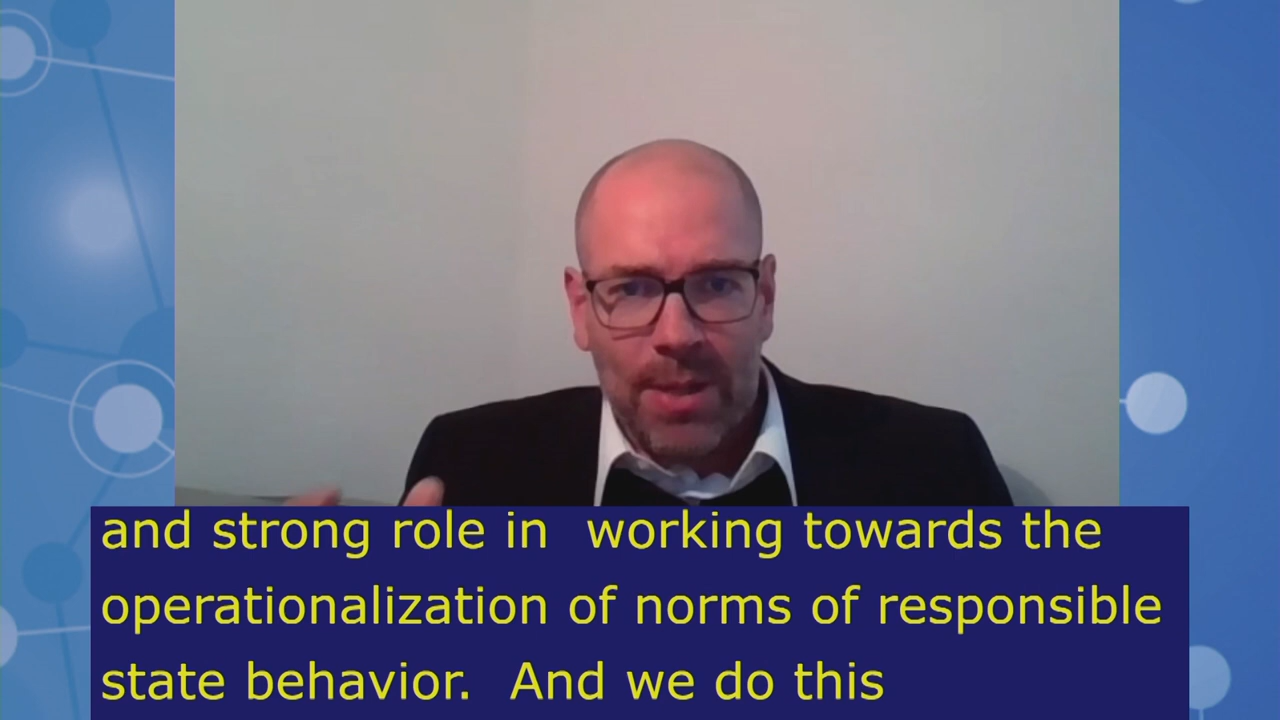 and strong role in  working towards the
operationalization of norms of responsible
state behavior.  And we do this